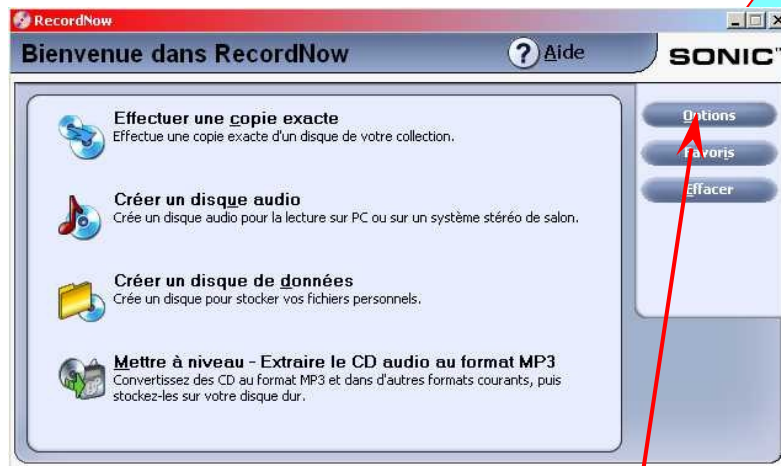 RecordNow
Bienvenue dans RecordNow
Aide
SONIC™
Effectuer une copie exacte
Effectue une copie exacte d'un disque de votre collection.
Options
Favoris
Effacer
Créer un disque audio
Crée un disque audio pour la lecture sur PC ou sur un système stéréo de salon.
Créer un disque de données
Crée un disque pour stocker vos fichiers personnels.
Mettre à niveau - Extraire le CD audio au format MP3
Convertissez des CD au format MP3 et dans d'autres formats courants, puis
stockez-les sur votre disque dur.